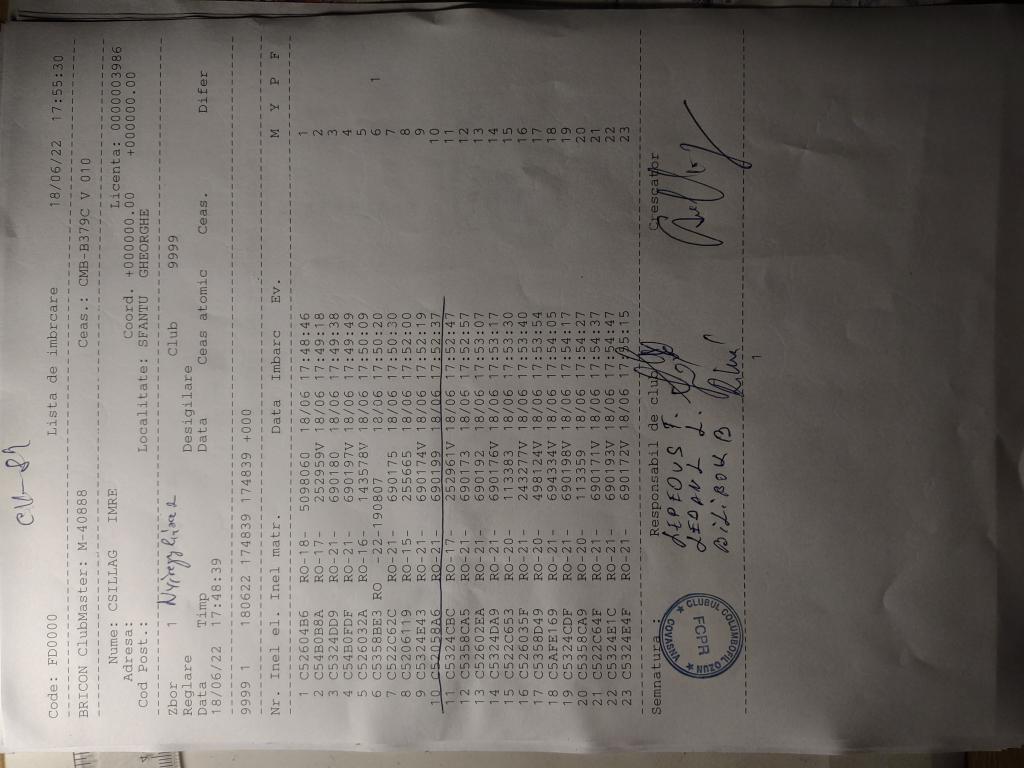 Code: FD0000 Lista de imbarcare 18/06/22 17:55:30
BRICON ClubMaster: M-40888 Ceas.: CMB-B379C V 010
Nume: CSILLAG IMRE Licenta: 0000003986
Adresa: Coord. +000000.00 +0000000.00
Cod Post.: Localitate: SFANTU GHEORGHE
Zbor 1 Nyiregyhaza Club 9999
Reglare Desigilare
Data Timp Data Ceas atomic Ceas. Difer
18/06/22 17:48:39
9999 1 180622 174839 174839 +000
Nr. Inel el. Inel matr. Data Imbarc Ev. M Y P F
1 C52604B6 RO-18- 5098060 18/06 17:48:46 1
2 C54B0B8A RO-17- 252959V 18/06 17:49:18 2
3 C5324DD9 RO-21- 690180 18/06 17:49:38 3
4 C54B0FDF RO-21- 690197V 18/06 17:49:49 4
5 C526032A RO-16- 143578V 18/06 17:50:09 5
6 C5358BE3 RO -22-190807 18/06 17:50:20 6 1
7 C522C62C RO-21- 690175 18/06 17:50:30 7
8 C5206119 RO-15- 255665 18/06 17:52:00 8
9 C5324E43 RO-21- 690174V 18/06 17:52:19 9
10 C52058A6 RO-21- 690199 18/06 17:52:37 10
11 C5324CBC RO-17- 252961V 18/06 17:52:47 11
12 C5358CA5 RO-21- 690173 18/06 17:52:57 12
13 C52602EA RO-21- 690192 18/06 17:53:07 13
14 C5324DA9 RO-21- 690176V 18/06 17:53:17 14
15 C522C653 RO-20- 113383 18/06 17:53:30 15
16 C526035F RO-21- 243277V 18/06 17:53:40 16
17 C5358D49 RO-20- 498124V 18/06 17:53:54 17
18 C5AFE169 RO-20- 694334V 18/06 17:54:05 18
19 C5324CDF RO-21- 690198V 18/06 17:54:17 19
20 C5358CA9 RO-20- 113359 18/06 17:54:27 20
21 C522C64F RO-21- 690171V 18/06 17:54:37 21
22 C5324E1C RO-21- 690193V 18/06 17:54:47 22
23 C5324E4F RO-21- 690172V 18/06 17:55:15 23
Semnatura : Responsabil de club Crescator
CLUBUL COLUMBOFIL OZUN
FCPR
COVASNA
1